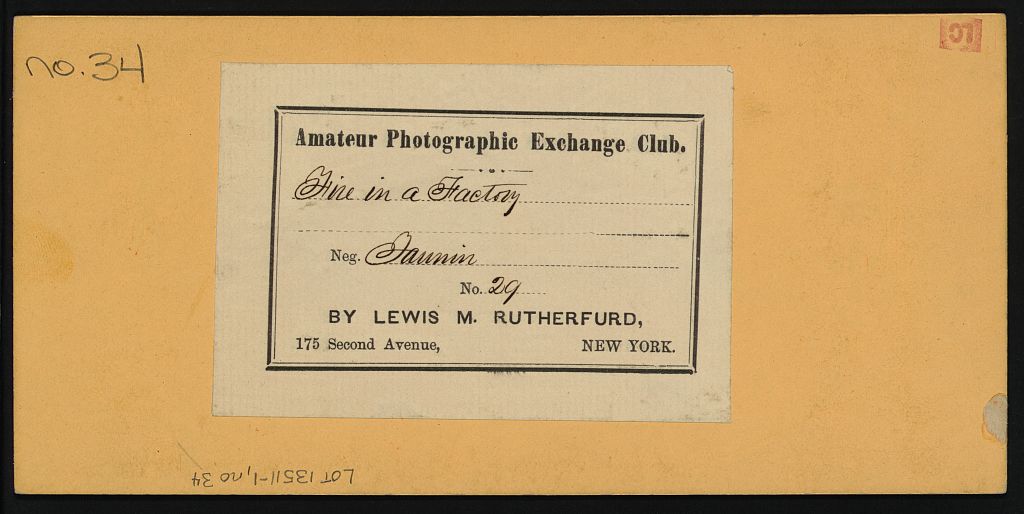 no. 34
LC
Amateur Photographic Exchange Club.
Fire in a Factory
Neg. Tannin
No. 29
BY LEWIS M. RUTHERFURD,
175 Second Avenue, NEW YORK.
LOT 13511-1, no 34